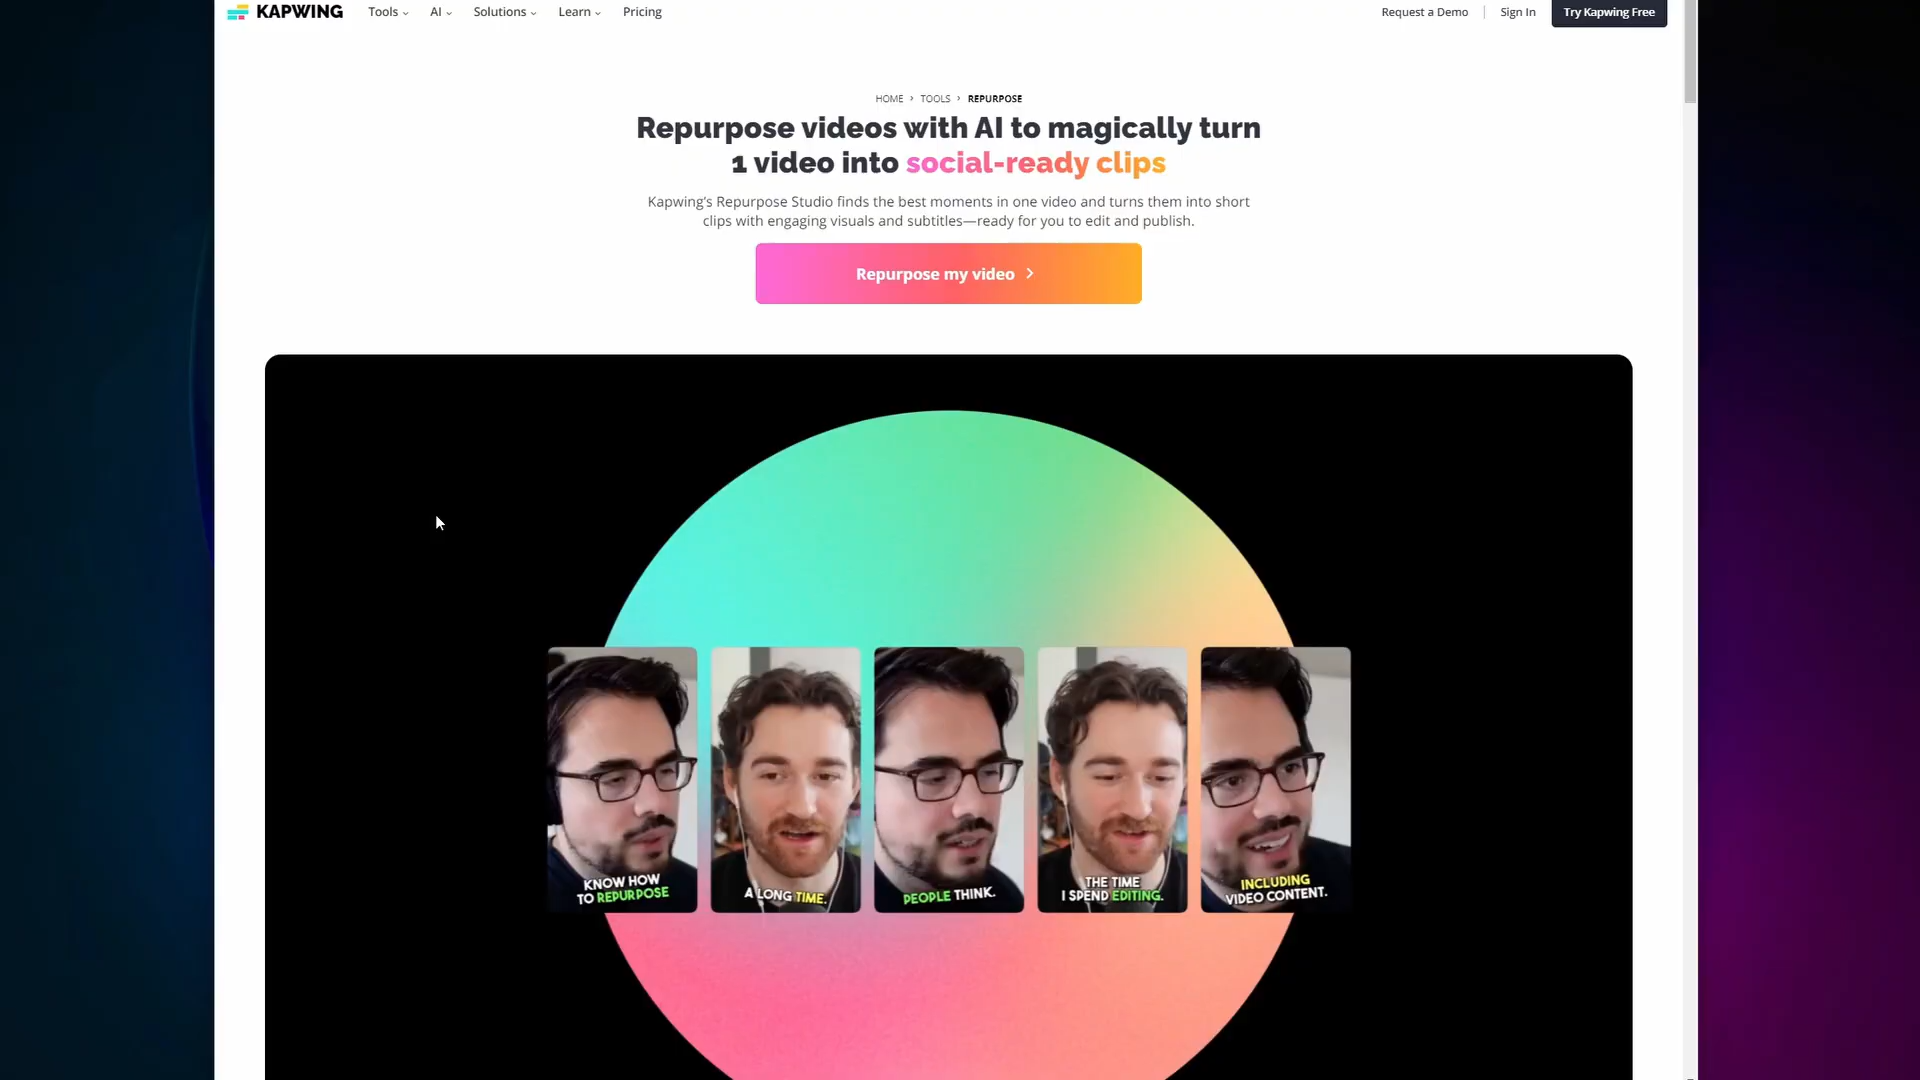 KAPWING Tools AI Solutions Learn Pricing Request a Demo Sign In Try Kapwing Free
HOME > TOOLS > REPURPOSE
Repurpose videos with AI to magically turn
1 video into social-ready clips
Kapwing's Repurpose Studio finds the best moments in one video and turns them into short
clips with engaging visuals and subtitles—ready for you to edit and publish.
Repurpose my video >
KNOW HOW
TO REPURPOSE
A LONG TIME.
PEOPLE THINK.
THE TIME
I SPEND EDITING.
INCLUDING
VIDEO CONTENT.